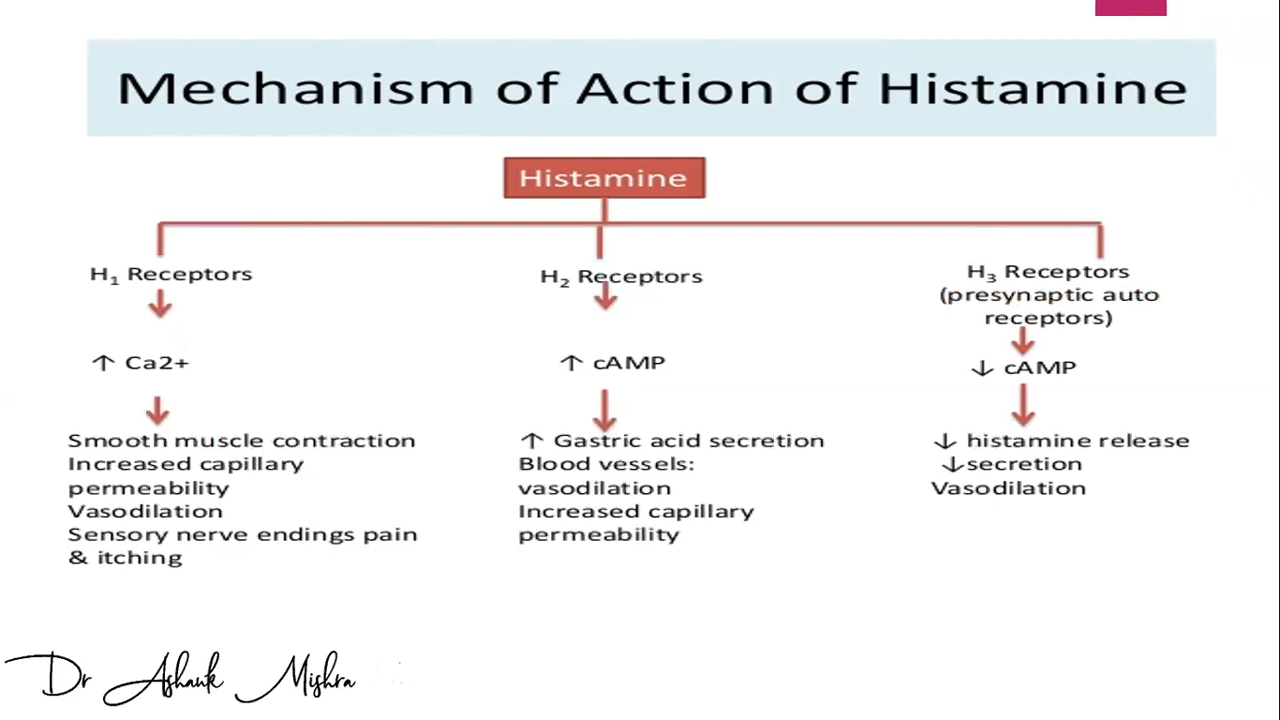 Mechanism of Action of Histamine
Histamine
H₁ Receptors
↑ Ca2+
Smooth muscle contraction
Increased capillary
permeability
Vasodilation
Sensory nerve endings pain
& itching
H₂ Receptors
↑ cAMP
↑ Gastric acid secretion
Blood vessels:
vasodilation
Increased capillary
permeability
H₃ Receptors
(presynaptic auto
receptors)
↓ cAMP
↓ histamine release
↓secretion
Vasodilation
Dr Ashauk Mishra